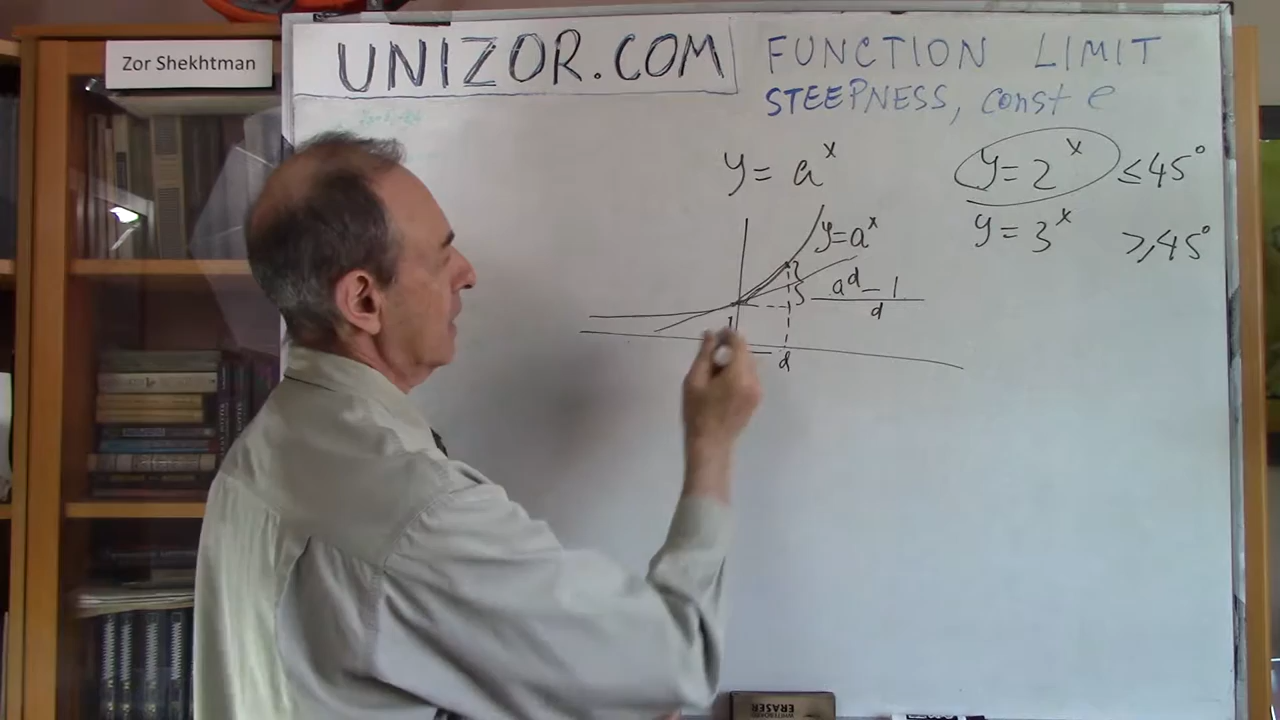 Zor Shekhtman
UNIZOR.COM
FUNCTION LIMIT
STEEPNESS, const e
y = a^x
y = 2^x ≤ 45°
y = 3^x ≥ 45°
y = a^x
a^d - 1
d
1
d
ERASER